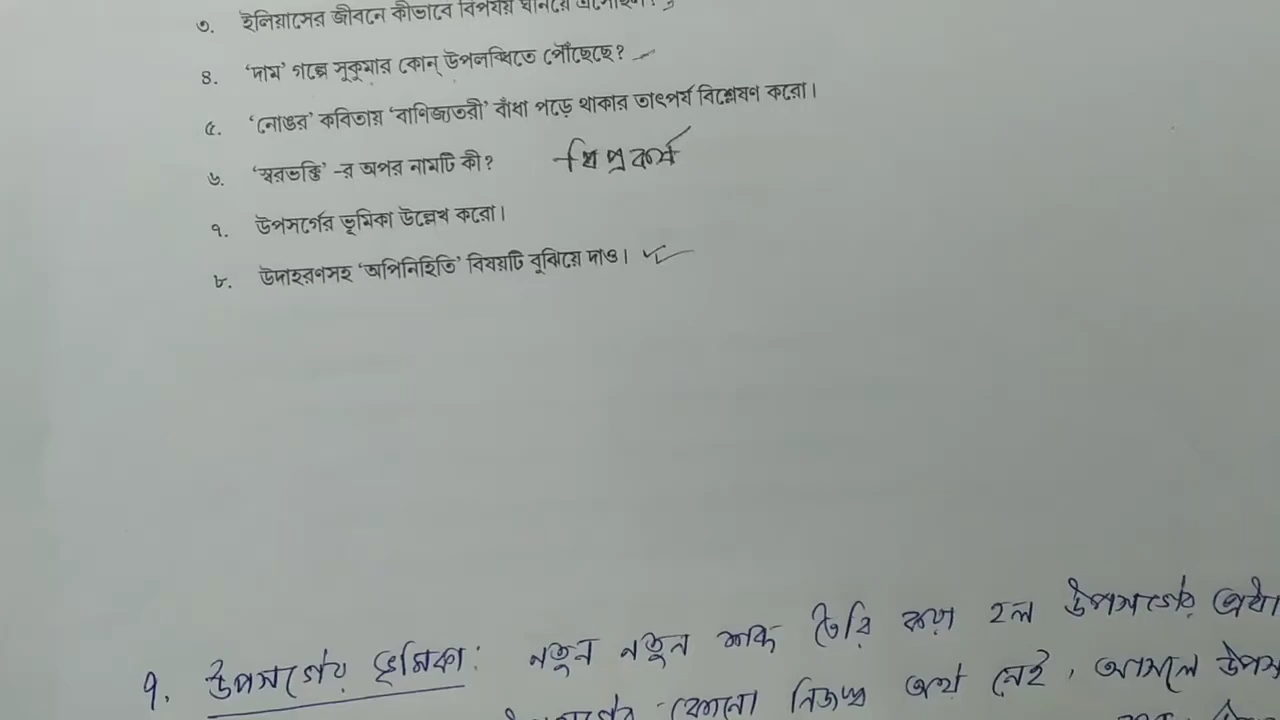 ৩. ইলিয়াসের জীবনে কীভাবে বিপর্যয় ঘনিয়ে এসেছিল?
৪. ‘দাম’ গল্পে সুকুমার কোন্ উপলব্ধিতে পৌঁছেছে?
৫. ‘নোঙর’ কবিতায় ‘বাণিজ্যতরী’ বাঁধা পড়ে থাকার তাৎপর্য বিশ্লেষণ করো।
৬. ‘স্বরভক্তি’ -র অপর নামটি কী? বিপ্রকর্ষ
৭. উপসর্গের ভূমিকা উল্লেখ করো।
৮. উদাহরণসহ ‘অপিনিহিতি’ বিষয়টি বুঝিয়ে দাও।
৭. উপসর্গের ভূমিকা: নতুন নতুন শব্দ তৈরি করা হল উপসর্গের
কোনো নিজস্ব অর্থ নেই, আসলে